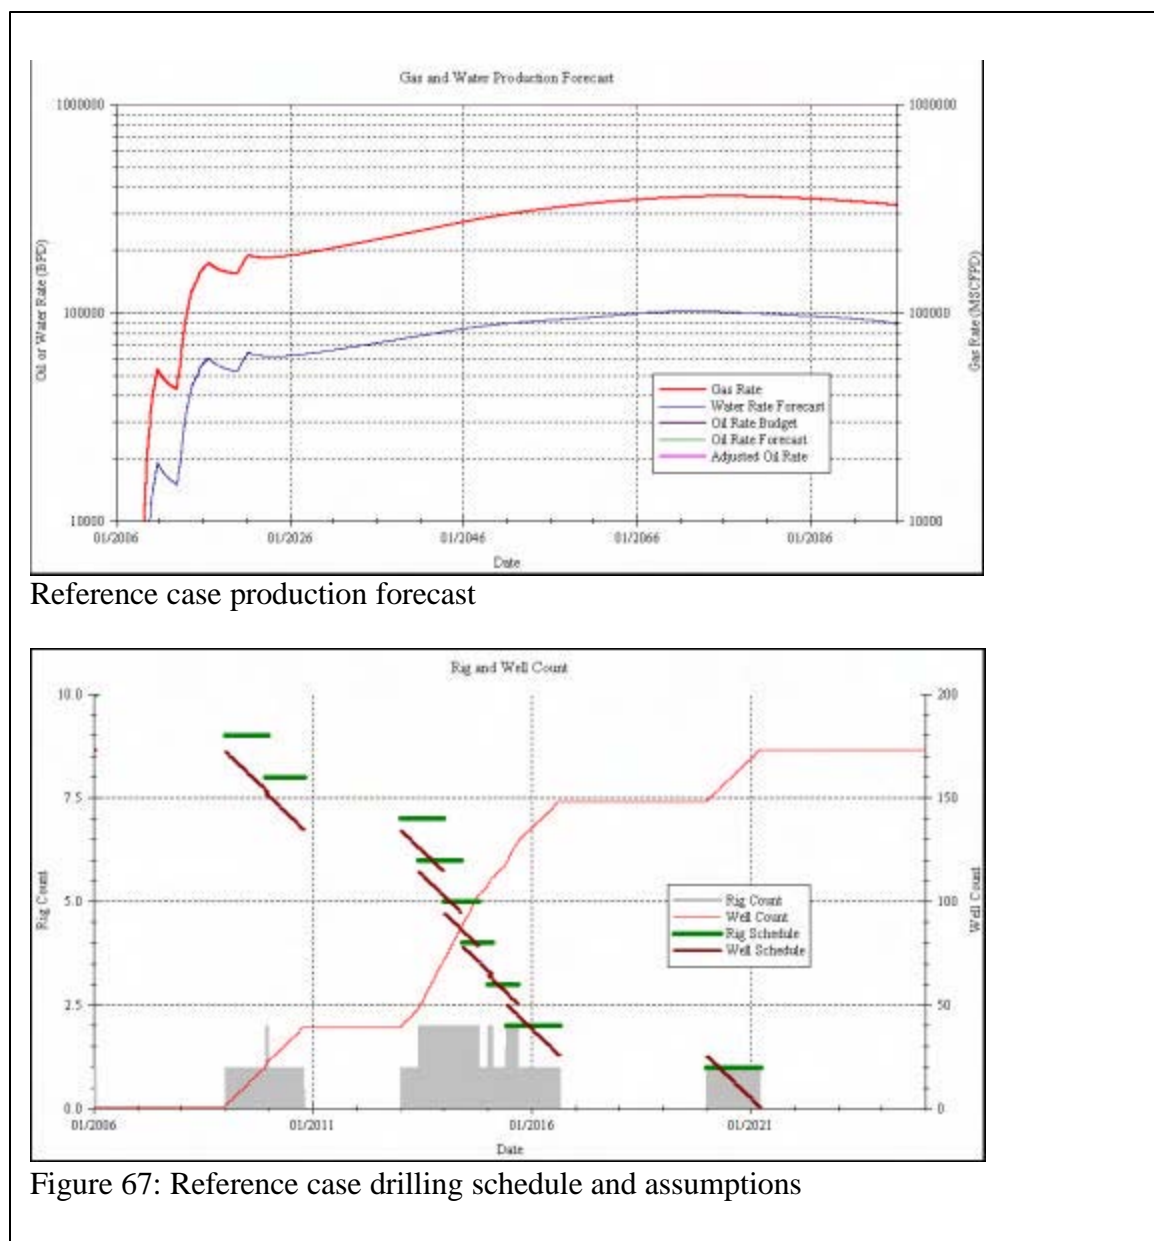 Gas and Water Production Forecast
1000000
1000000
100000
100000
10000
10000
Oil or Water Rate (BPD)
Gas Rate (MSCFPD)
Gas Rate
Water Rate Forecast
Oil Rate Budget
Oil Rate Forecast
Adjusted Oil Rate
01/2006
01/2026
01/2046
01/2066
01/2086
Date
Reference case production forecast
Rig and Well Count
10.0
200
7.5
150
5.0
100
2.5
50
0.0
0
Rig Count
Well Count
Rig Count
Well Count
Rig Schedule
Well Schedule
01/2006
01/2011
01/2016
01/2021
Date
Figure 67: Reference case drilling schedule and assumptions